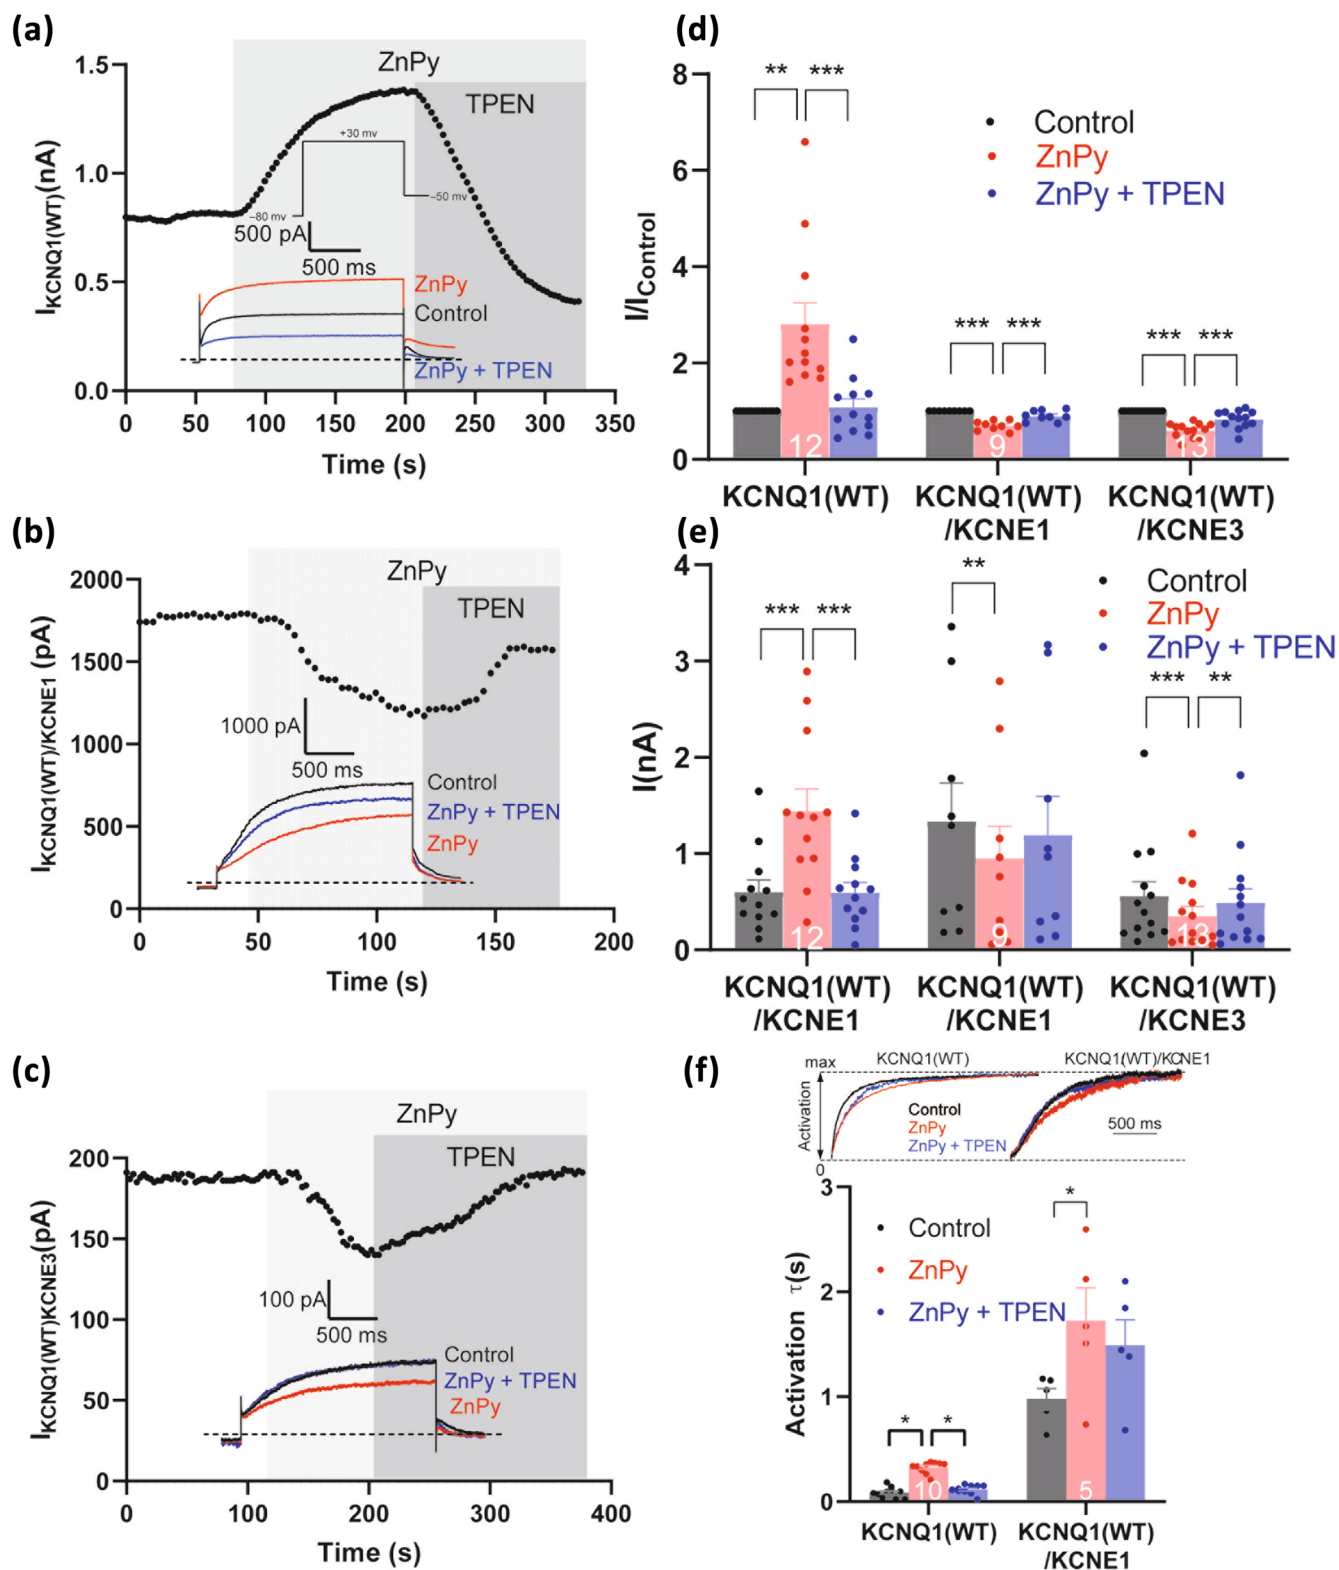 (a)
ZnPy
TPEN
1.5
1.0
0.5
0.0
I_KCNQ1(WT)(nA)
+30 mv
−50 mv
−80 mv
500 pA
500 ms
ZnPy
Control
ZnPy + TPEN
0 50 100 150 200 250 300 350
Time (s)
(b)
ZnPy
TPEN
2000
1500
1000
500
0
I_KCNQ1(WT)/KCNE1 (pA)
1000 pA
500 ms
Control
ZnPy + TPEN
ZnPy
0 50 100 150 200
Time (s)
(c)
ZnPy
TPEN
200
150
100
50
0
I_KCNQ1(WT)KCNE3(pA)
100 pA
500 ms
Control
ZnPy + TPEN
ZnPy
0 100 200 300 400
Time (s)
(d)
8
6
4
2
0
I/I_Control
** ***
*** ***
*** ***
Control
ZnPy
ZnPy + TPEN
12 9 13
KCNQ1(WT) KCNQ1(WT) KCNQ1(WT)
/KCNE1 /KCNE3
(e)
4
3
2
1
0
I(nA)
*** ***
**
*** **
Control
ZnPy
ZnPy + TPEN
12 9 13
KCNQ1(WT) KCNQ1(WT) KCNQ1(WT)
/KCNE1 /KCNE1 /KCNE3
(f)
max
KCNQ1(WT) KCNQ1(WT)/KCNE1
Activation
0
Control
ZnPy
ZnPy + TPEN
500 ms
3
2
1
0
Activation τ(s)
Control
ZnPy
ZnPy + TPEN
* *
*
10 5
KCNQ1(WT) KCNQ1(WT)
/KCNE1